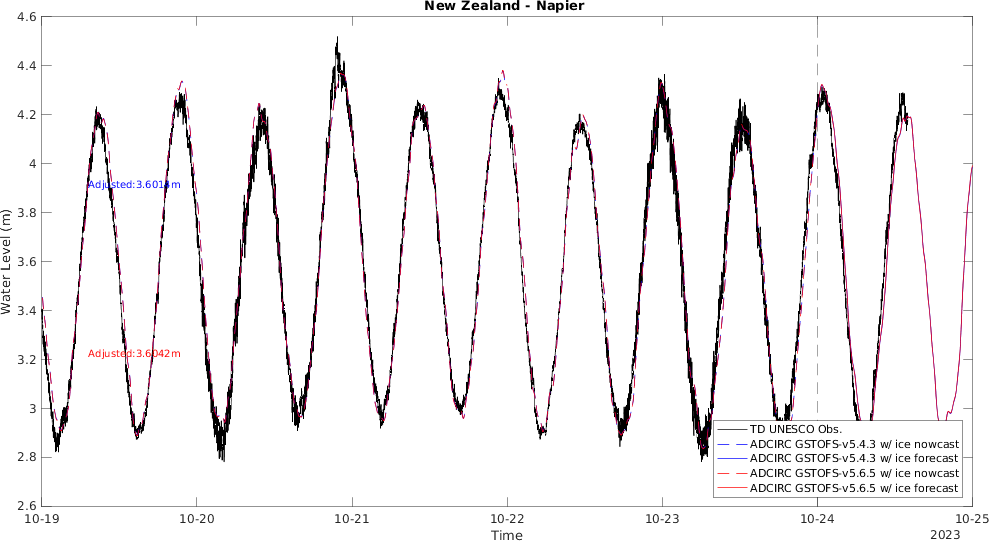 New Zealand - Napier
4.6
4.4
4.2
4
3.8
3.6
3.4
3.2
3
2.8
2.6
Water Level (m)
Adjusted:3.6013m
Adjusted:3.6042m
TD UNESCO Obs.
ADCIRC GSTOFS-v5.4.3 w/ ice nowcast
ADCIRC GSTOFS-v5.4.3 w/ ice forecast
ADCIRC GSTOFS-v5.6.5 w/ ice nowcast
ADCIRC GSTOFS-v5.6.5 w/ ice forecast
10-19 10-20 10-21 10-22 10-23 10-24 10-25
Time
2023